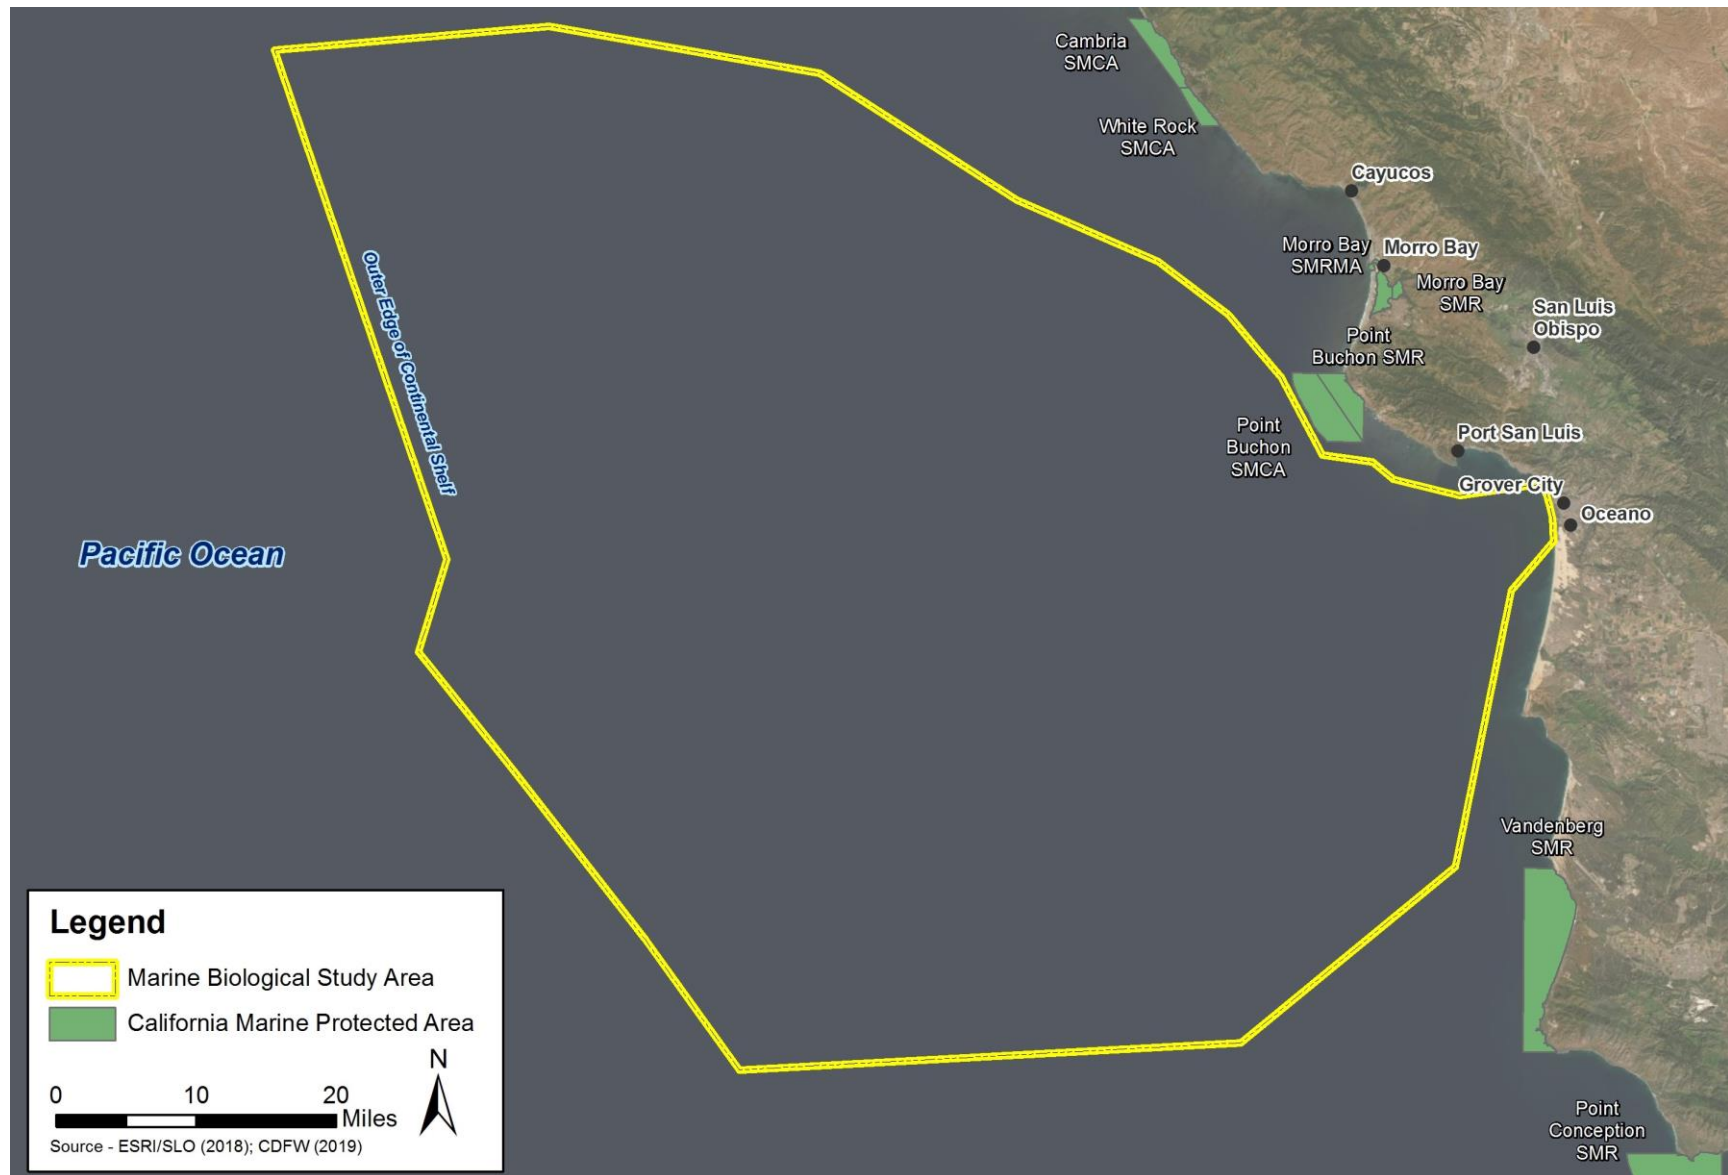 Cambria
SMCA
White Rock
SMCA
Cayucos
Morro Bay
SMRMA
Morro Bay
Morro Bay
SMR
San Luis
Obispo
Point
Buchon SMR
Point
Buchon
SMCA
Port San Luis
Grover City
Oceano
Outer Edge of Continental Shelf
Pacific Ocean
Vandenberg
SMR
Point
Conception
SMR
Legend
Marine Biological Study Area
California Marine Protected Area
N
0 10 20
Miles
Source - ESRI/SLO (2018); CDFW (2019)